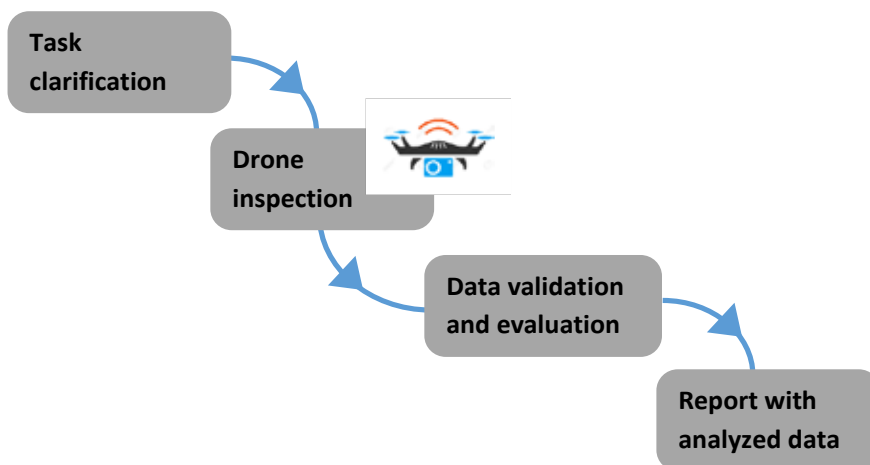 Task
clarification
Drone
inspection
Data validation
and evaluation
Report with
analyzed data